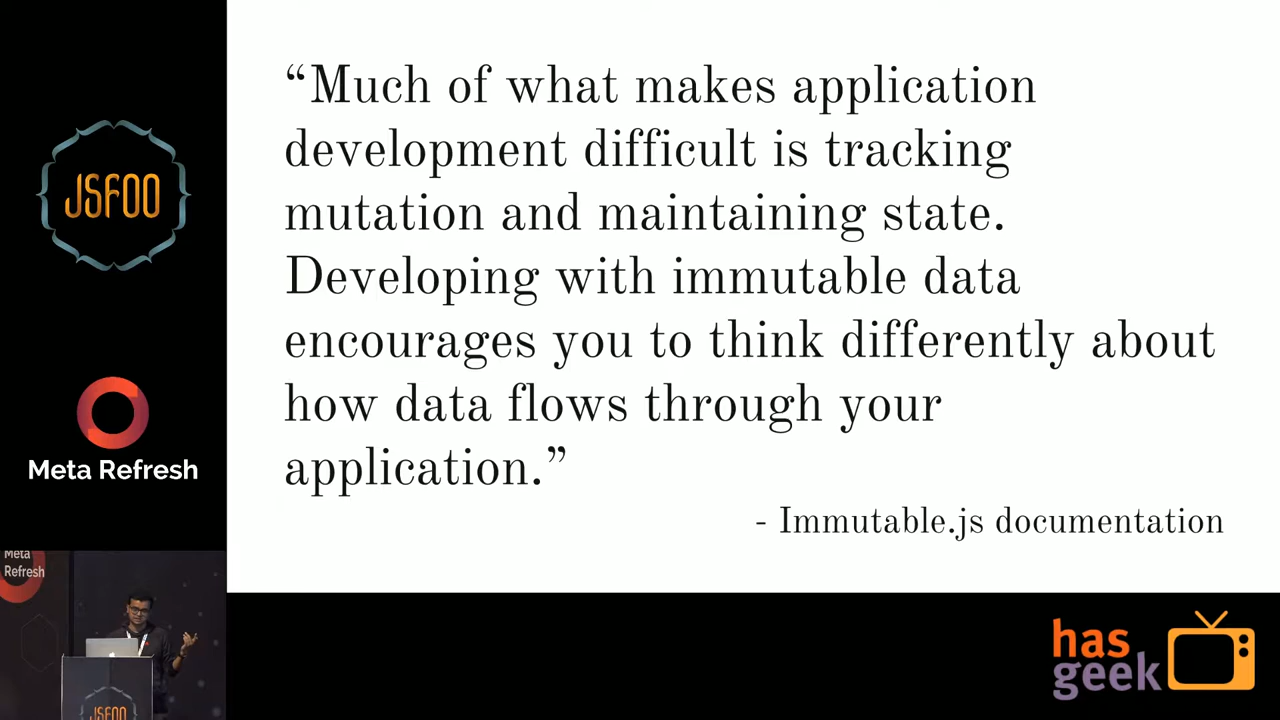 “Much of what makes application
development difficult is tracking
mutation and maintaining state.
Developing with immutable data
encourages you to think differently about
how data flows through your
application.”
- Immutable.js documentation
JSFOO
Meta Refresh
Meta
Refresh
JSFOO
has
geek